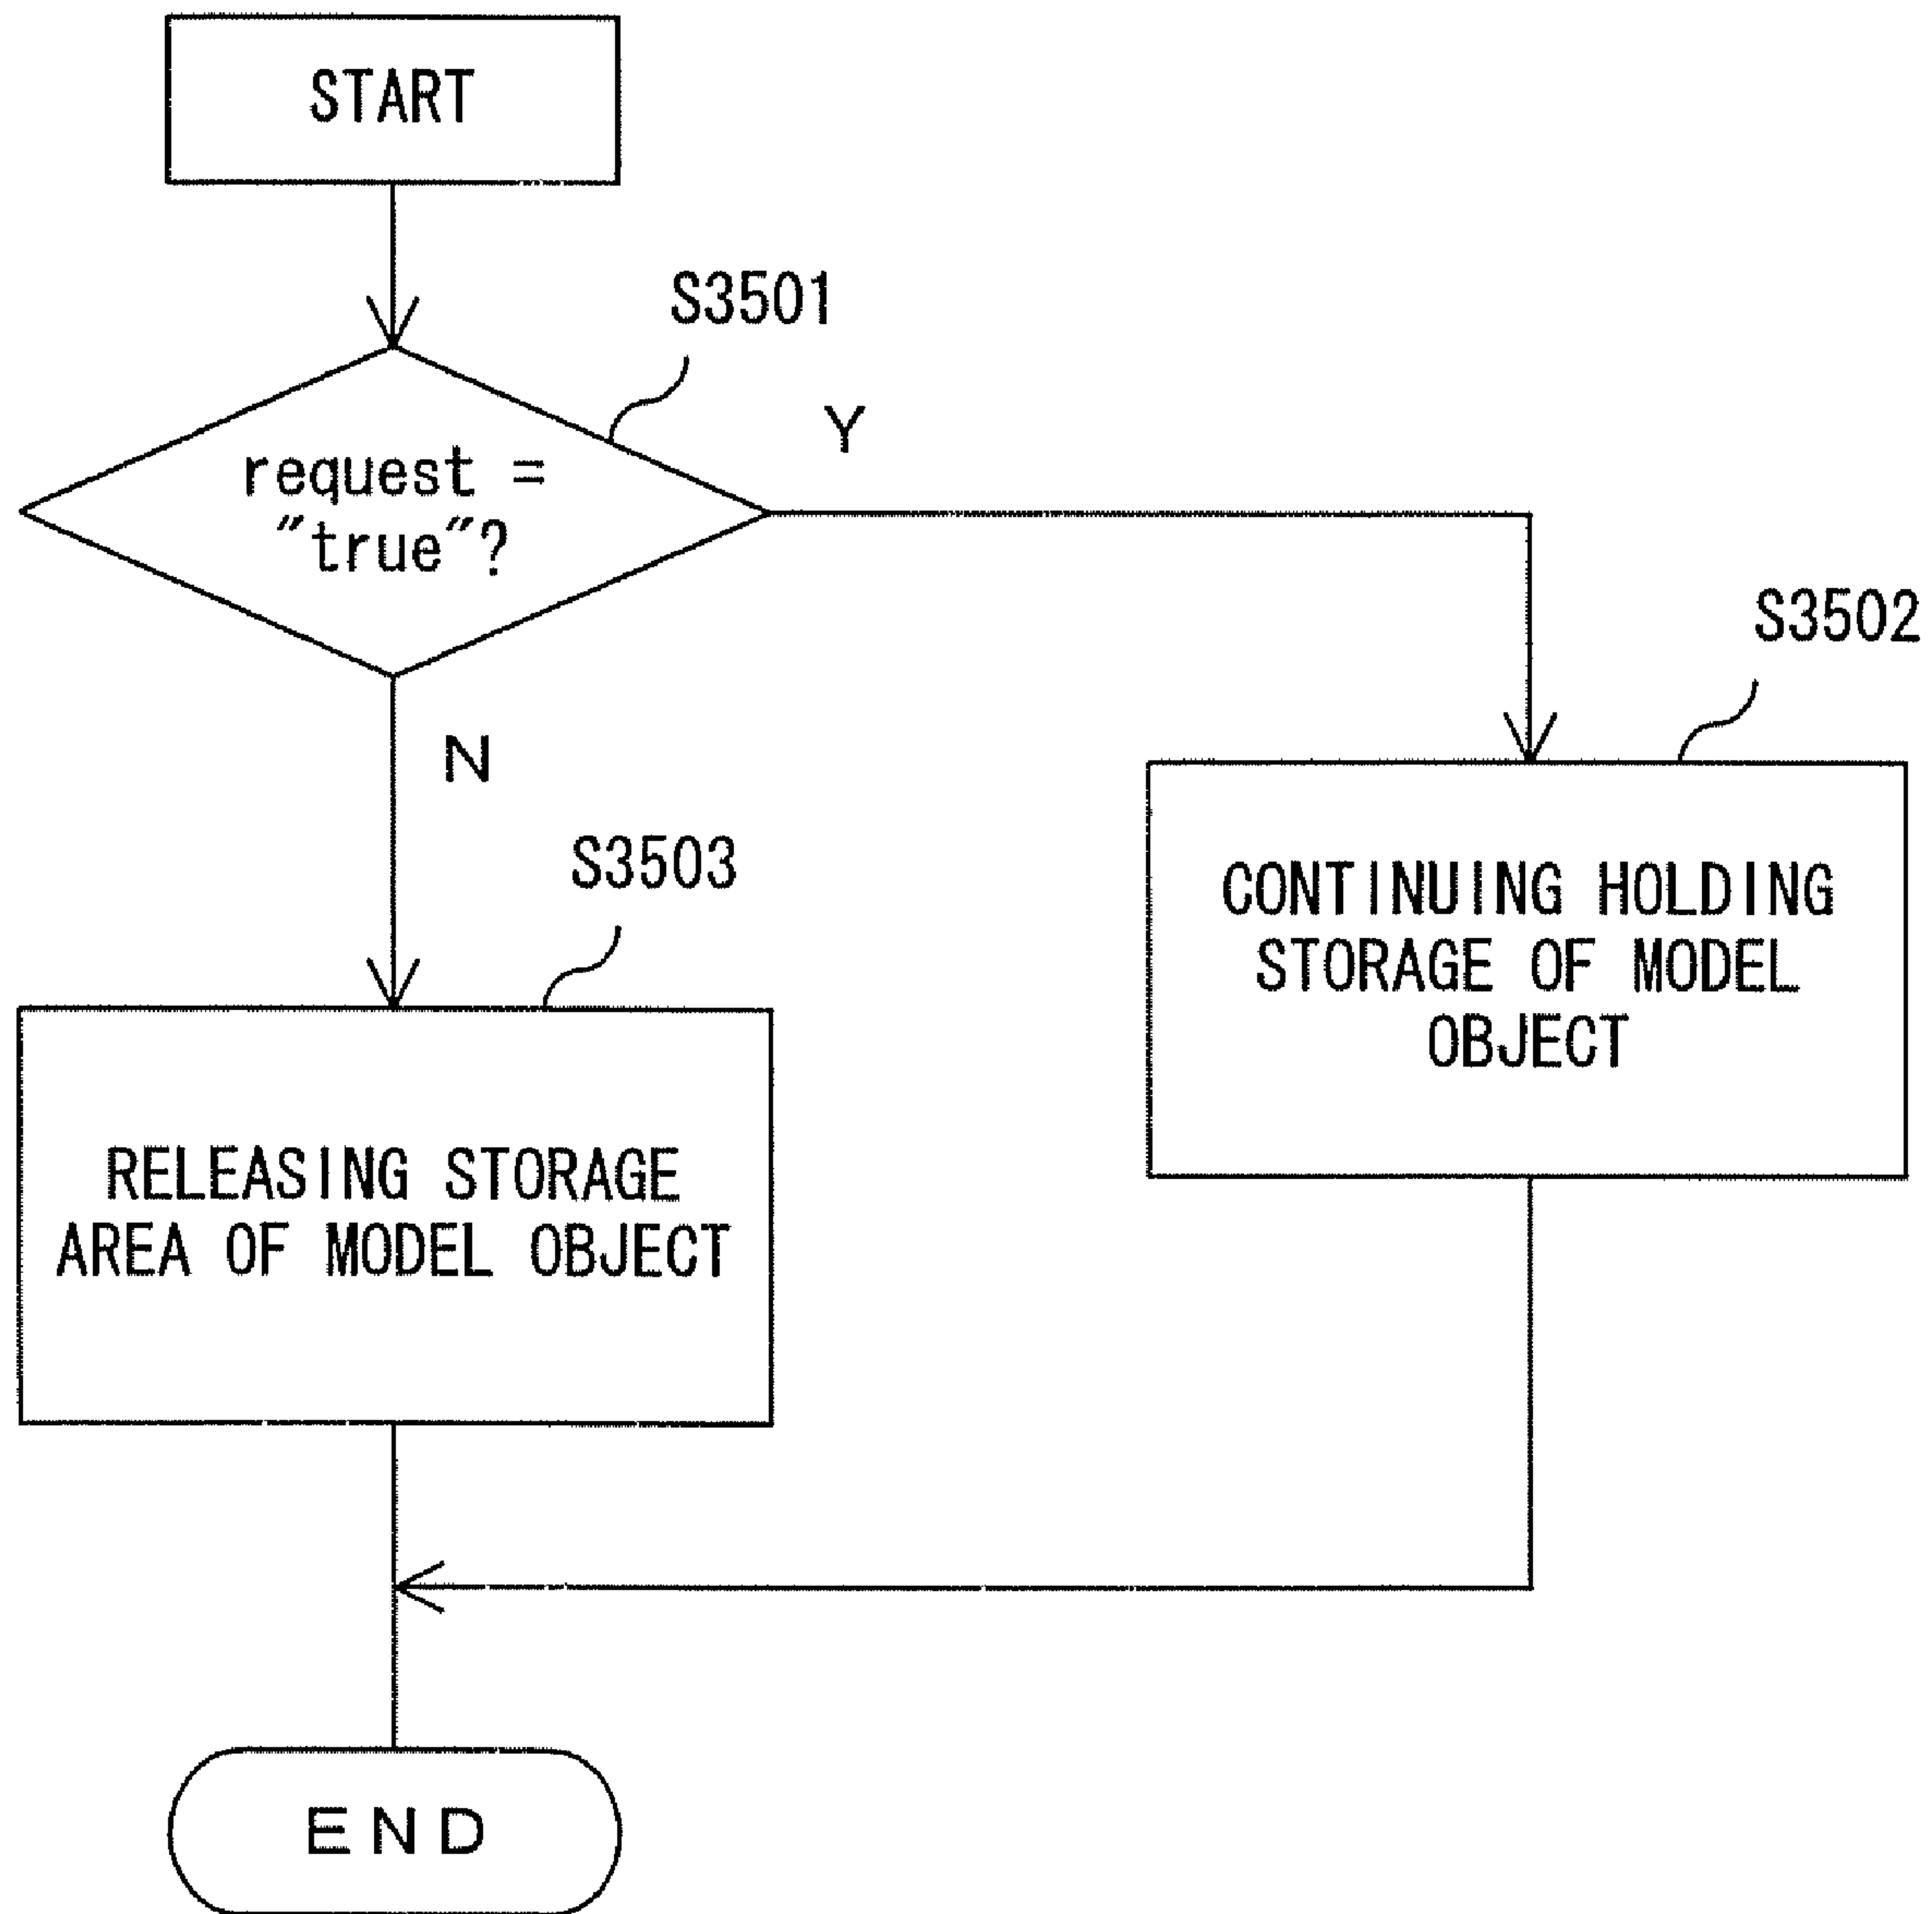 START
S3501
Y
request =
"true"?
S3502
N
S3503
CONTINUING HOLDING
STORAGE OF MODEL
OBJECT
RELEASING STORAGE
AREA OF MODEL OBJECT
END